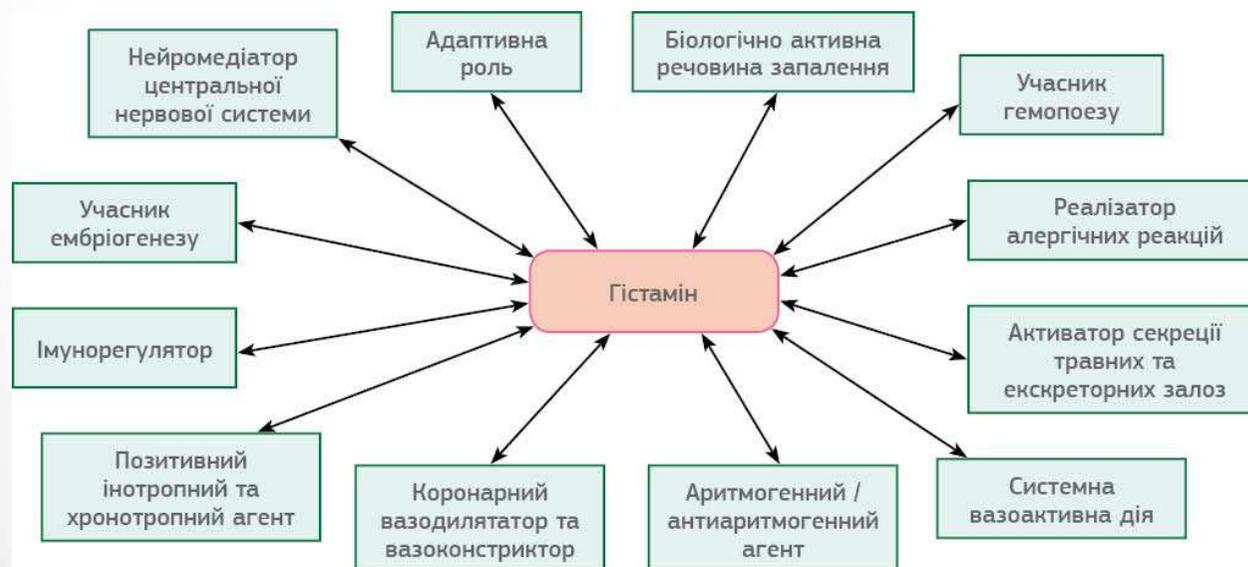 Нейромедіатор
центральної
нервової системи
Адаптивна
роль
Біологічно активна
речовина запалення
Учасник
гемопоезу
Учасник
ембріогенезу
Реалізатор
алергічних реакцій
Гістамін
Імунорегулятор
Активатор секреції
травних та
екскреторних залоз
Позитивний
інотропний та
хронотропний агент
Коронарний
вазодилятатор та
вазоконстриктор
Аритмогенний /
антиаритмогенний
агент
Системна
вазоактивна дія